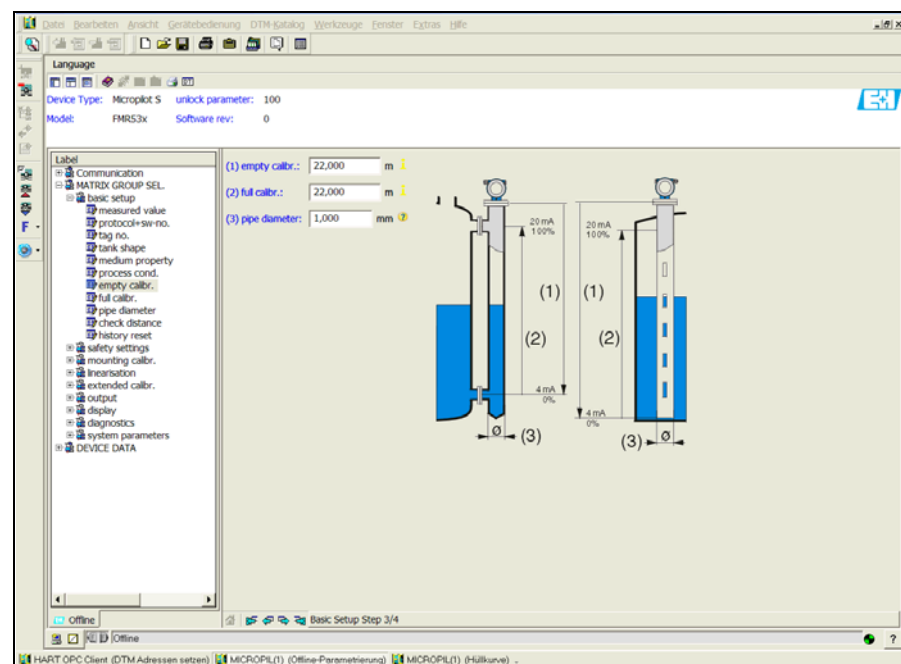 Datei Bearbeiten Ansicht Gerätebedienung DTM-Katalog Werkzeuge Fenster Extras Hilfe
Language
Device Type: Micropilot S unlock parameter: 100
Model: FMR53x Software rev: 0
E+H
Label
Communication
MATRIX GROUP SEL.
basic setup
measured value
protocol+sw-no.
tag no.
tank shape
medium property
process cond.
empty calibr.
full calibr.
pipe diameter
check distance
history reset
safety settings
mounting calbr.
linearisation
extended calibr.
output
display
diagnostics
system parameters
DEVICE DATA
(1) empty calibr.: 22,000 m
(2) full calibr.: 22,000 m
(3) pipe diameter: 1,000 mm
20 mA
100%
(1)
(2)
4 mA
0%
Ø
(3)
20 mA
100%
(1)
(2)
4 mA
0%
(3)
Ø
Offline
Basic Setup Step 3/4
Offline
HART OPC Client (DTM Adressen setzen) MICROPIL(1) (Offline-Parametrierung) MICROPIL(1) (Hüllkurve)